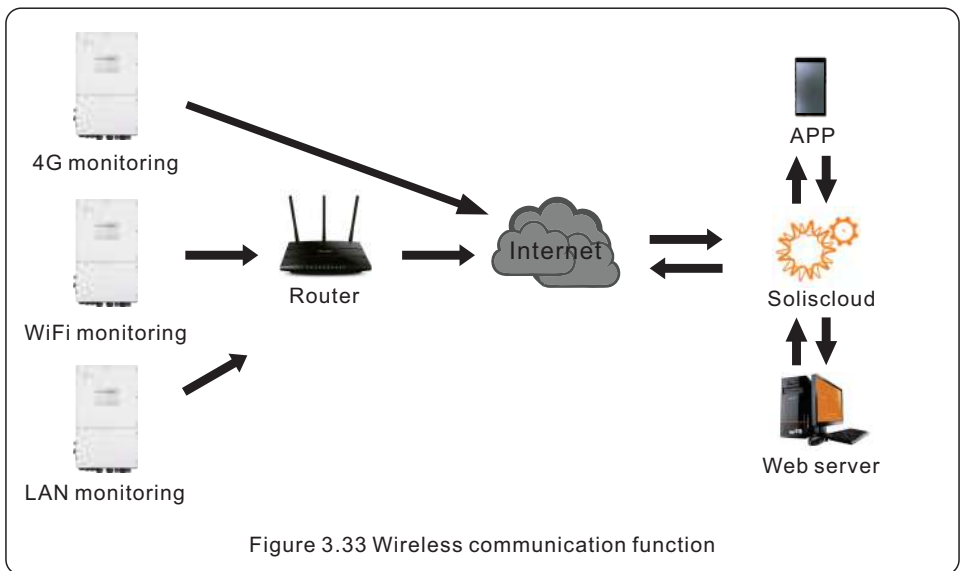 4G monitoring
WiFi monitoring
LAN monitoring
Router
Internet
APP
Soliscloud
Web server
Figure 3.33 Wireless communication function